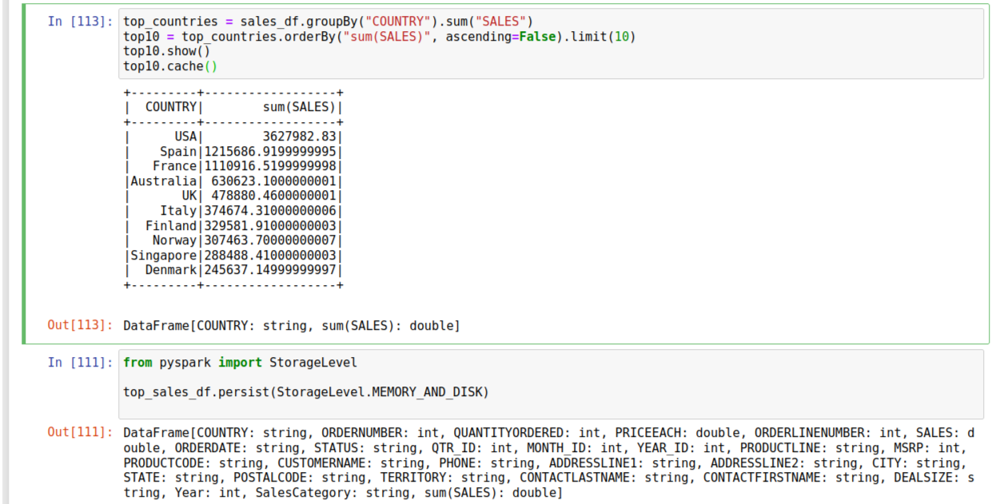 In [113]: top_countries = sales_df.groupBy("COUNTRY").sum("SALES")
top10 = top_countries.orderBy("sum(SALES)", ascending=False).limit(10)
top10.show()
top10.cache()
+---------+------------------+
|  COUNTRY|        sum(SALES)|
+---------+------------------+
|      USA|        3627982.83|
|    Spain|1215686.9199999995|
|   France|1110916.5199999998|
|Australia| 630623.1000000001|
|       UK| 478880.4600000001|
|    Italy|374674.31000000006|
|  Finland|329581.91000000003|
|   Norway|307463.70000000007|
|Singapore|288488.41000000003|
|  Denmark|245637.14999999997|
+---------+------------------+
Out[113]: DataFrame[COUNTRY: string, sum(SALES): double]
In [111]: from pyspark import StorageLevel
top_sales_df.persist(StorageLevel.MEMORY_AND_DISK)
Out[111]: DataFrame[COUNTRY: string, ORDERNUMBER: int, QUANTITYORDERED: int, PRICEEACH: double, ORDERLINENUMBER: int, SALES: d
ouble, ORDERDATE: string, STATUS: string, QTR_ID: int, MONTH_ID: int, YEAR_ID: int, PRODUCTLINE: string, MSRP: int,
PRODUCTCODE: string, CUSTOMERNAME: string, PHONE: string, ADDRESSLINE1: string, ADDRESSLINE2: string, CITY: string,
STATE: string, POSTALCODE: string, TERRITORY: string, CONTACTLASTNAME: string, CONTACTFIRSTNAME: string, DEALSIZE: s
tring, Year: int, SalesCategory: string, sum(SALES): double]